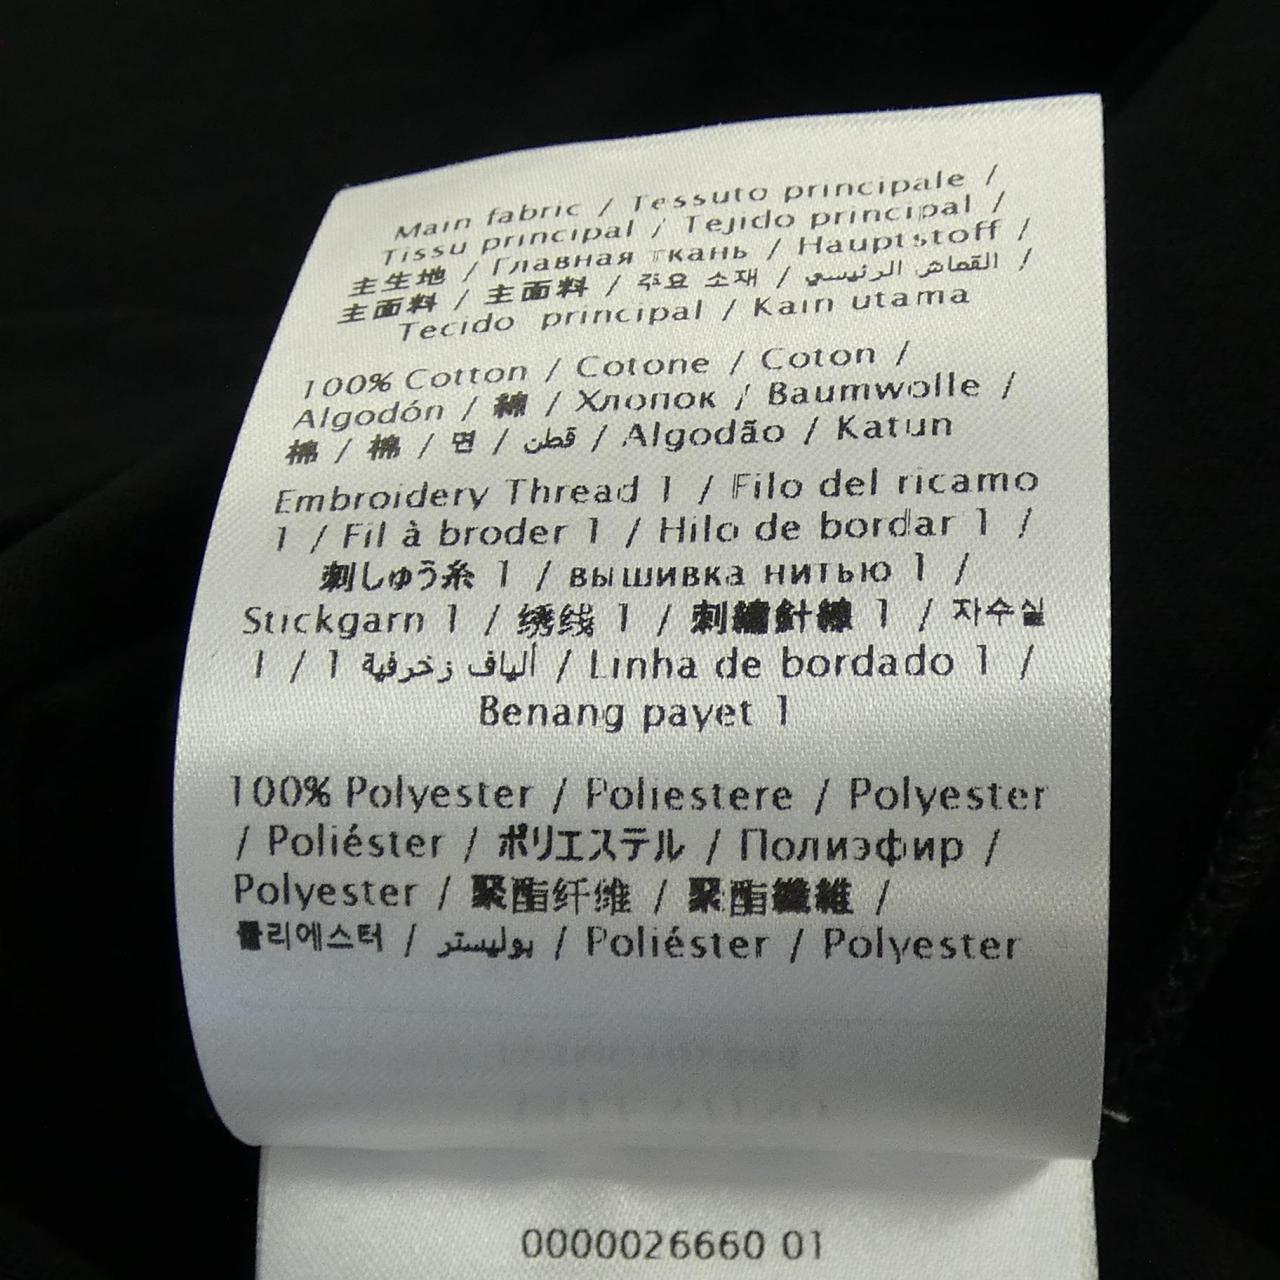 Main fabric / Tessuto principale /
Tissu principal / Tejido principal /
主生地 / Главная ткань / Hauptstoff /
主面料 / 主面料 / 주요 소재 / القماش الرئيسي /
Tecido principal / Kain utama
100% Cotton / Cotone / Coton /
Algodón / 綿 / Хлопок / Baumwolle /
棉 / 棉 / 면 / قطن / Algodão / Katun
Embroidery Thread 1 / Filo del ricamo
1 / Fil à broder 1 / Hilo de bordar 1 /
刺しゅう糸 1 / вышивка нитью 1 /
Stickgarn 1 / 绣线 1 / 刺繡針線 1 / 자수실
1 / 1 ألياف زخرفية / Linha de bordado 1 /
Benang payet 1
100% Polyester / Poliestere / Polyester
/ Poliéster / ポリエステル / Полиэфир /
Polyester / 聚酯纤维 / 聚酯纖維 /
폴리에스터 / بوليستر / Poliéster / Polyester
0000026660 01